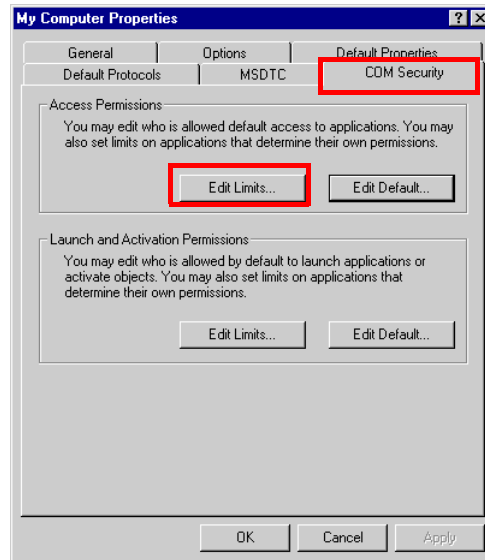 My Computer Properties
General Options Default Properties
Default Protocols MSDTC COM Security
Access Permissions
You may edit who is allowed default access to applications. You may
also set limits on applications that determine their own permissions.
Edit Limits... Edit Default...
Launch and Activation Permissions
You may edit who is allowed by default to launch applications or
activate objects. You may also set limits on applications that
determine their own permissions.
Edit Limits... Edit Default...
OK Cancel Apply